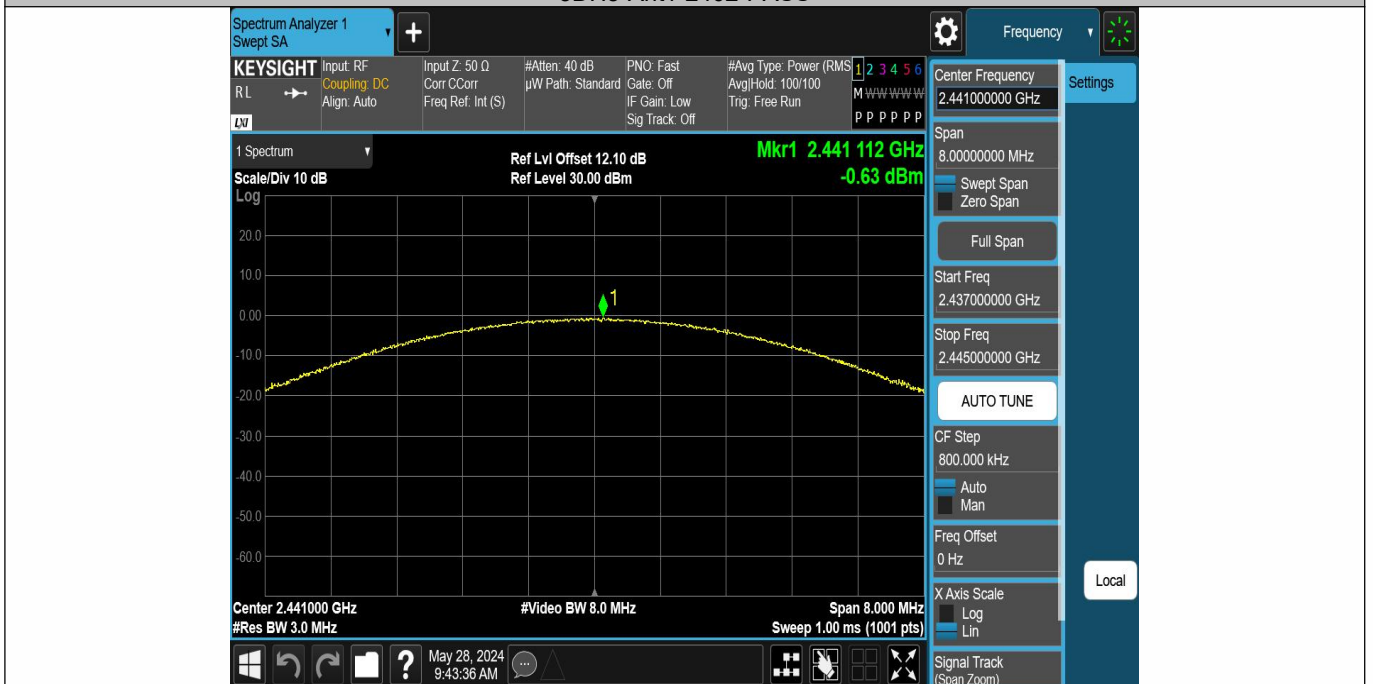 Spectrum Analyzer 1
Swept SA
Frequency
KEYSIGHT
RL
LXI
Input: RF
Coupling: DC
Align: Auto
Input Z: 50 Ω
Corr CCorr
Freq Ref: Int (S)
#Atten: 40 dB
µW Path: Standard
PNO: Fast
Gate: Off
IF Gain: Low
Sig Track: Off
#Avg Type: Power (RMS
Avg|Hold: 100/100
Trig: Free Run
1 2 3 4 5 6
M W W W W W
P P P P P P
1 Spectrum
Scale/Div 10 dB
Ref Lvl Offset 12.10 dB
Ref Level 30.00 dBm
Mkr1 2.441 112 GHz
-0.63 dBm
Log
20.0
10.0
0.00
-10.0
-20.0
-30.0
-40.0
-50.0
-60.0
1
Center 2.441000 GHz
#Res BW 3.0 MHz
#Video BW 8.0 MHz
Span 8.000 MHz
Sweep 1.00 ms (1001 pts)
Center Frequency
2.441000000 GHz
Settings
Span
8.00000000 MHz
Swept Span
Zero Span
Full Span
Start Freq
2.437000000 GHz
Stop Freq
2.445000000 GHz
AUTO TUNE
CF Step
800.000 kHz
Auto
Man
Freq Offset
0 Hz
Local
X Axis Scale
Log
Lin
Signal Track
(Span Zoom)
?
May 28, 2024
9:43:36 AM